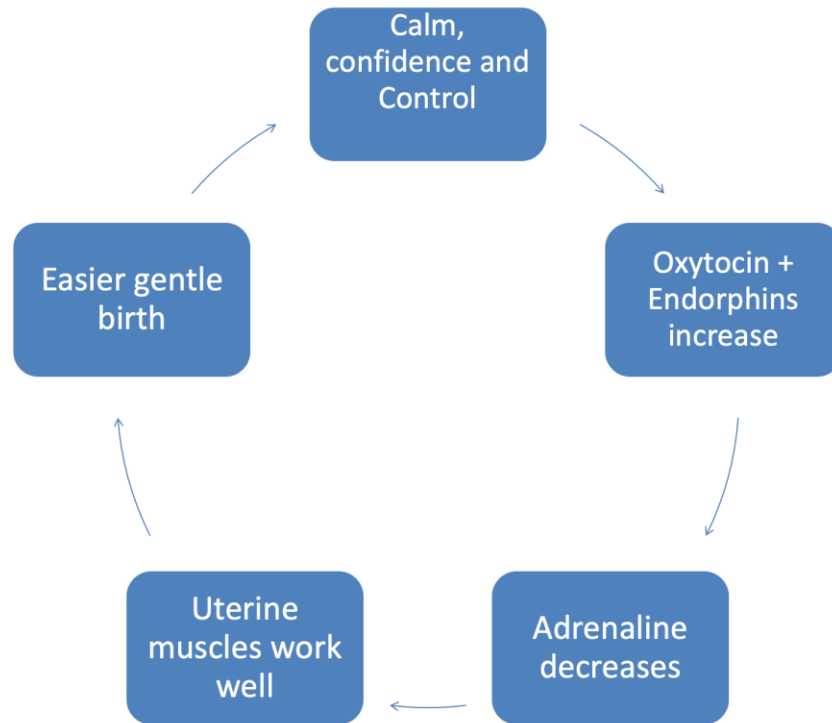 Calm,
confidence and
Control
Oxytocin +
Endorphins
increase
Adrenaline
decreases
Uterine
muscles work
well
Easier gentle
birth